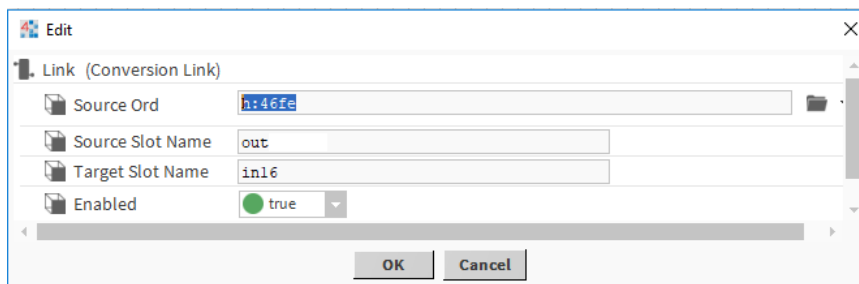 Edit
Link (Conversion Link)
Source Ord h:46fe
Source Slot Name out
Target Slot Name in16
Enabled true
OK Cancel